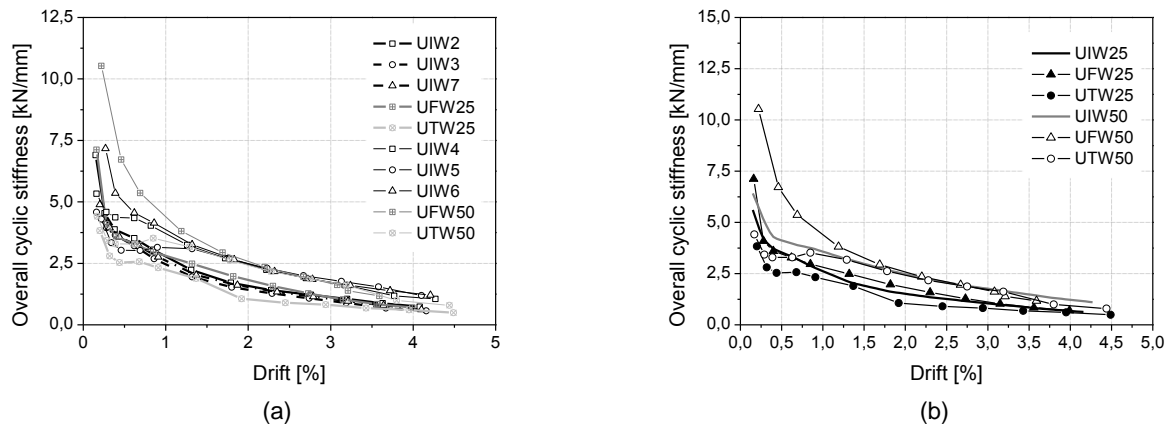 Overall cyclic stiffness [kN/mm]
12,5
10,0
7,5
5,0
2,5
0,0
0 1 2 3 4 5
Drift [%]
UIW2
UIW3
UIW7
UFW25
UTW25
UIW4
UIW5
UIW6
UFW50
UTW50
(a)
Overall cyclic stiffness [kN/mm]
15,0
12,5
10,0
7,5
5,0
2,5
0,0
0,0 0,5 1,0 1,5 2,0 2,5 3,0 3,5 4,0 4,5 5,0
Drift [%]
UIW25
UFW25
UTW25
UIW50
UFW50
UTW50
(b)